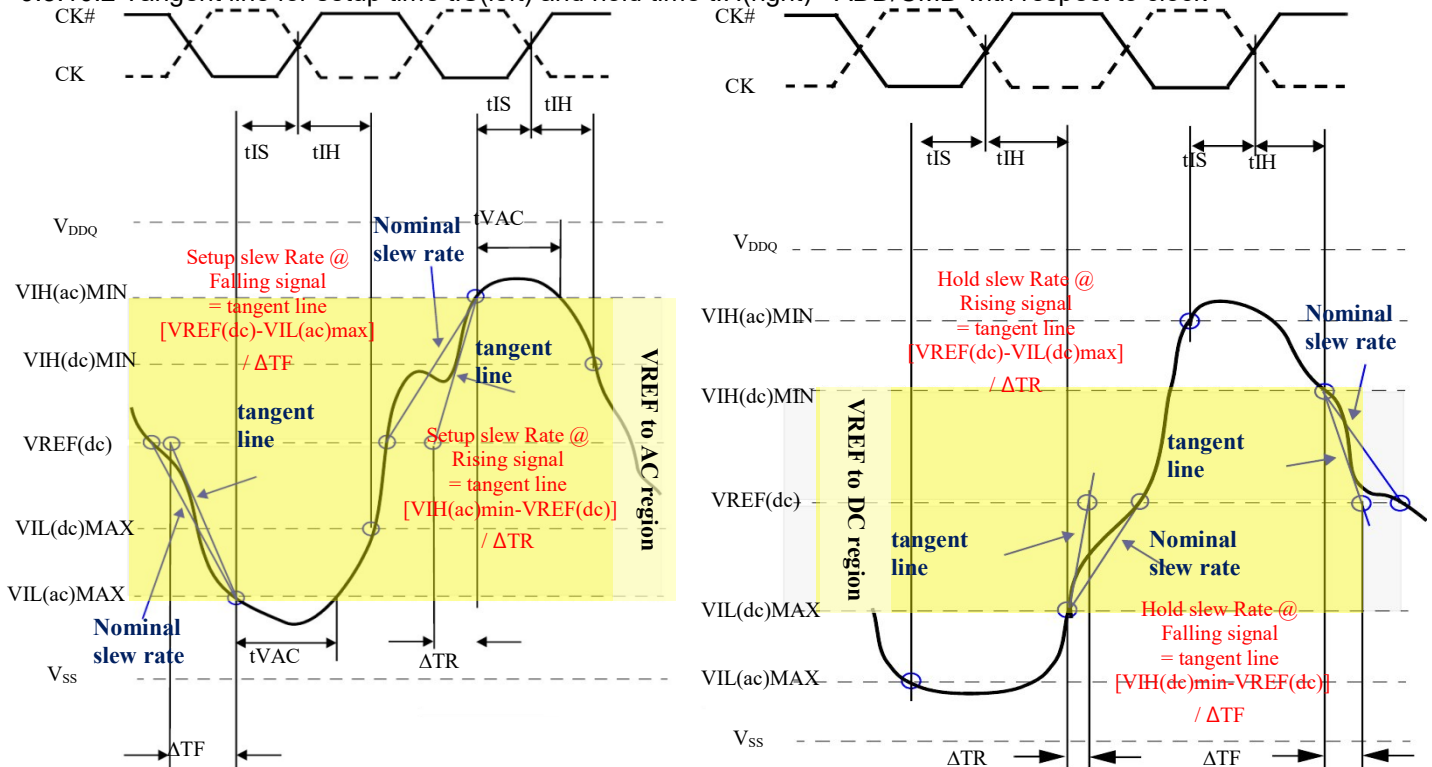 CK#
CK
tIS
tIH
tIS
tIH
VDDQ
Nominal
slew rate
tVAC
Setup slew Rate @
Falling signal
= tangent line
[VREF(dc)-VIL(ac)max]
/ ΔTF
VIH(ac)MIN
VIH(dc)MIN
tangent
line
tangent
line
VREF(dc)
Setup slew Rate @
Rising signal
= tangent line
[VIH(ac)min-VREF(dc)]
/ ΔTR
VREF to AC region
VIL(dc)MAX
VIL(ac)MAX
Nominal
slew rate
tVAC
ΔTR
VSS
ΔTF
CK#
CK
tIS
tIH
tIS
tIH
VDDQ
Hold slew Rate @
Rising signal
= tangent line
[VREF(dc)-VIL(dc)max]
/ ΔTR
VIH(ac)MIN
Nominal
slew rate
VIH(dc)MIN
VREF to DC region
tangent
line
VREF(dc)
tangent
line
Nominal
slew rate
VIL(dc)MAX
Hold slew Rate @
Falling signal
= tangent line
[VIH(dc)min-VREF(dc)]
/ ΔTF
VIL(ac)MAX
VSS
ΔTR
ΔTF